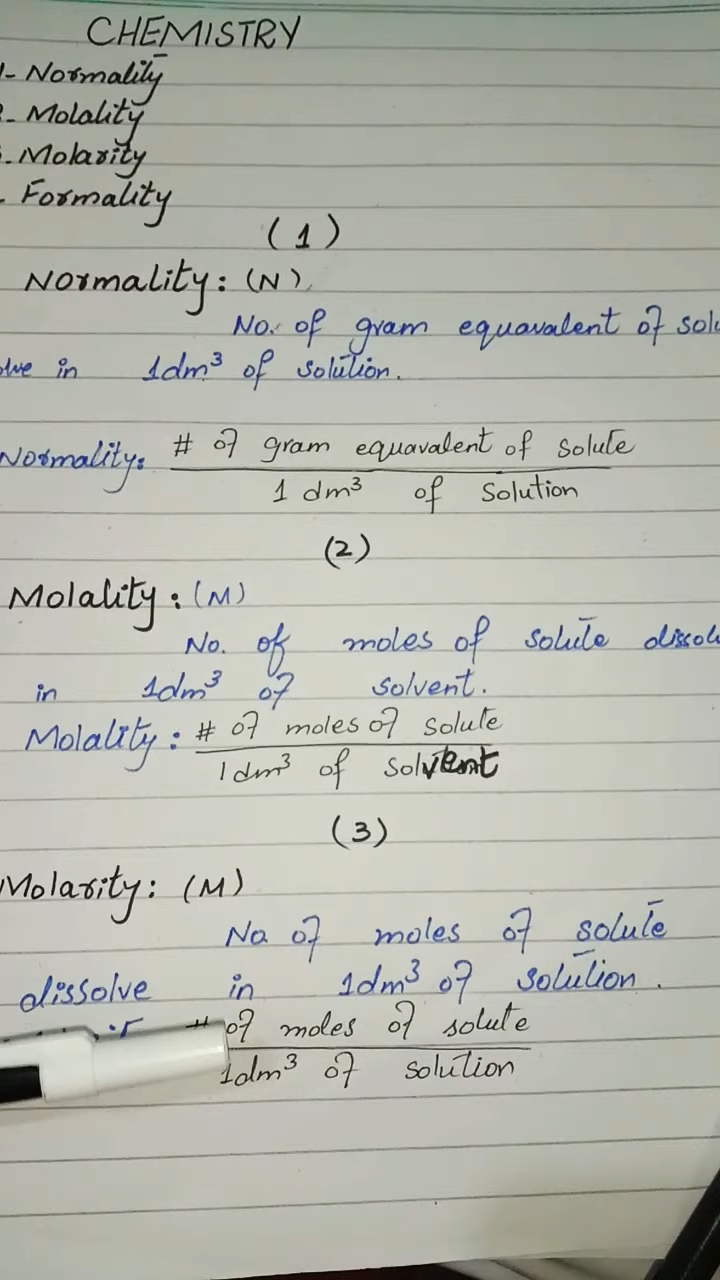 CHEMISTRY
- Normality
- Molality
- Molarity
- Formality
(1)
Normality: (N)
No. of gram equavalent of solu
lve in 1dm³ of solution.
Normality: # of gram equavalent of solute
1 dm³ of Solution
(2)
Molality: (M)
No. of moles of solute dissol
in 1dm³ of solvent.
Molality: # of moles of solute
1dm³ of solvent
(3)
Molarity: (M)
No of moles of solute
dissolve in 1dm³ of solution.
# of moles of solute
1dm³ of solution